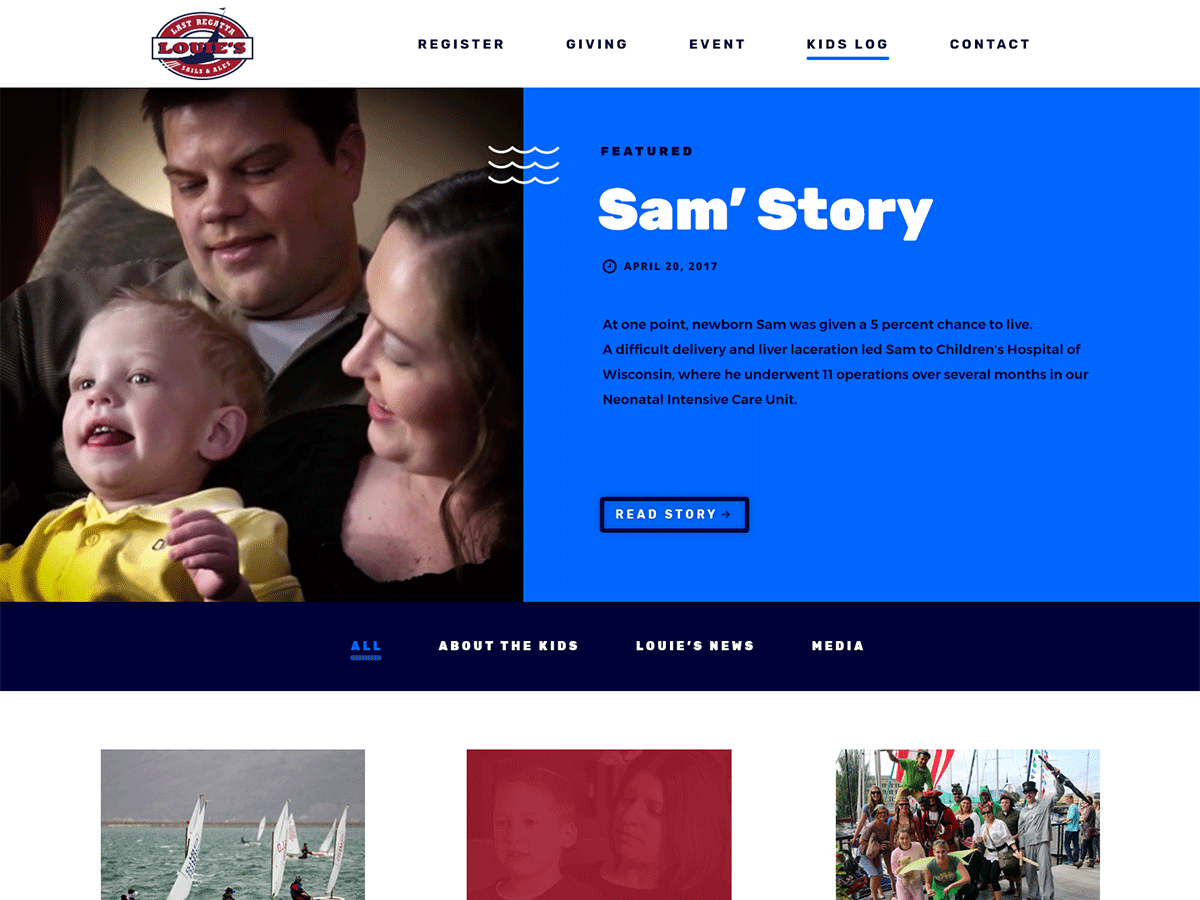 LAST REGATTA
LOUIE'S
SAILS & ALES
REGISTER
GIVING
EVENT
KIDS LOG
CONTACT
FEATURED
Sam’ Story
APRIL 20, 2017
At one point, newborn Sam was given a 5 percent chance to live.
A difficult delivery and liver laceration led Sam to Children's Hospital of
Wisconsin, where he underwent 11 operations over several months in our
Neonatal Intensive Care Unit.
READ STORY→
ALL
ABOUT THE KIDS
LOUIE’S NEWS
MEDIA